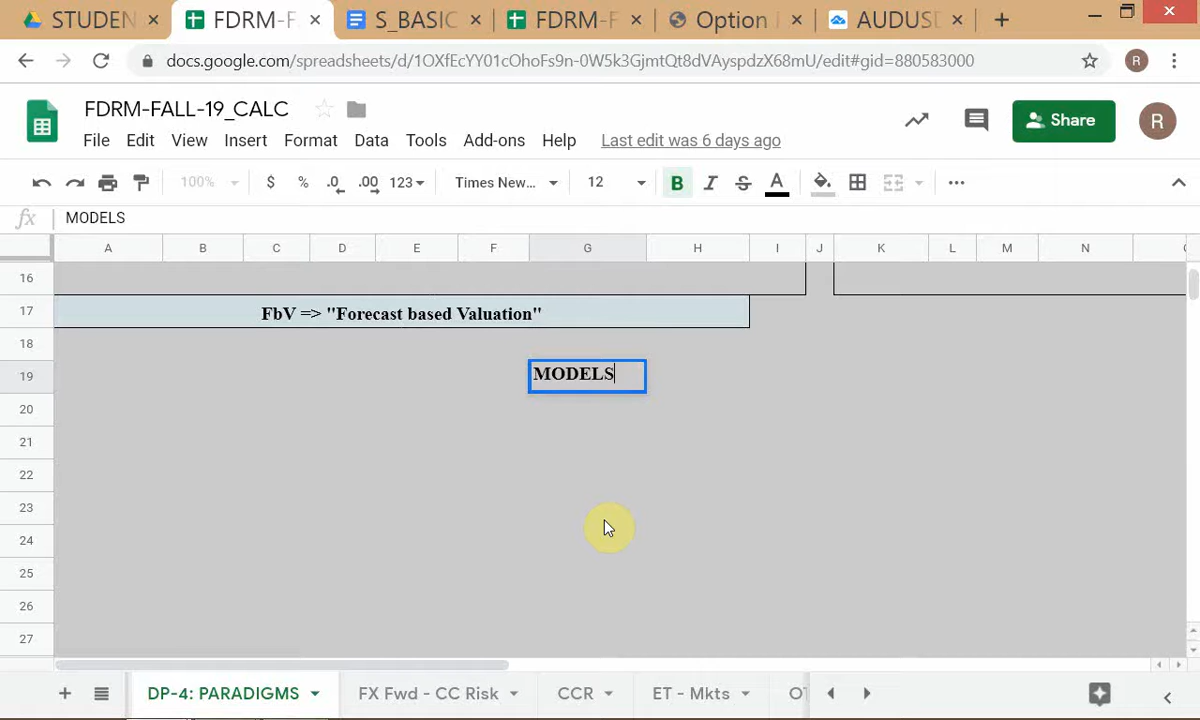 STUDEN
FDRM-F
S_BASIC
FDRM-F
Option
AUDUSD
docs.google.com/spreadsheets/d/1OXfEcYY01cOhoFs9n-0W5k3GjmtQt8dVAyspdzX68mU/edit#gid=880583000
R
FDRM-FALL-19_CALC
Share
R
File Edit View Insert Format Data Tools Add-ons Help Last edit was 6 days ago
100% $ % .0 .00 123 Times New... 12 B I S A
fx MODELS
A B C D E F G H I J K L M N
16
17 FbV => "Forecast based Valuation"
18
19 MODELS
20
21
22
23
24
25
26
27
DP-4: PARADIGMS FX Fwd - CC Risk CCR ET - Mkts